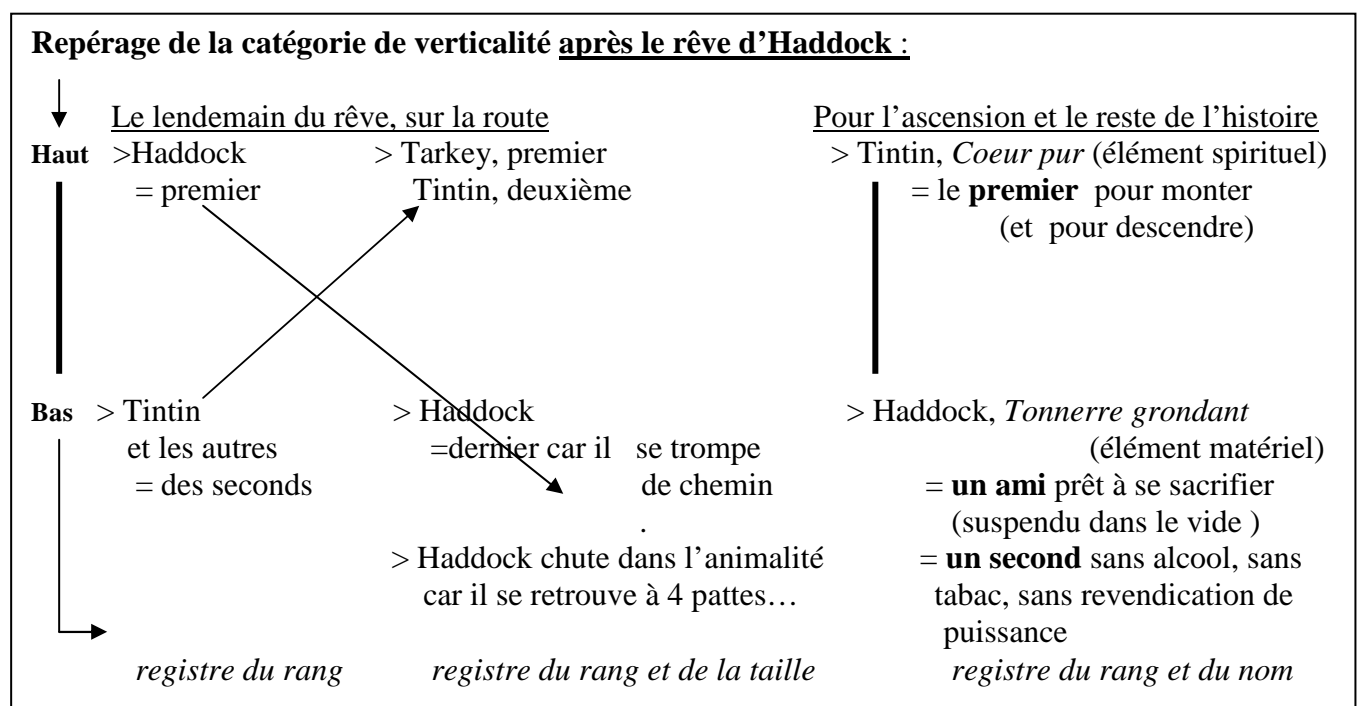 Repérage de la catégorie de verticalité après le rêve d’Haddock :
Le lendemain du rêve, sur la route Pour l’ascension et le reste de l’histoire
Haut >Haddock > Tarkey, premier > Tintin, Coeur pur (élément spirituel)
= premier Tintin, deuxième = le premier pour monter
(et pour descendre)
Bas > Tintin > Haddock > Haddock, Tonnerre grondant
et les autres =dernier car il se trompe (élément matériel)
= des seconds de chemin = un ami prêt à se sacrifier
. (suspendu dans le vide )
> Haddock chute dans l’animalité = un second sans alcool, sans
car il se retrouve à 4 pattes… tabac, sans revendication de
puissance
registre du rang registre du rang et de la taille registre du rang et du nom